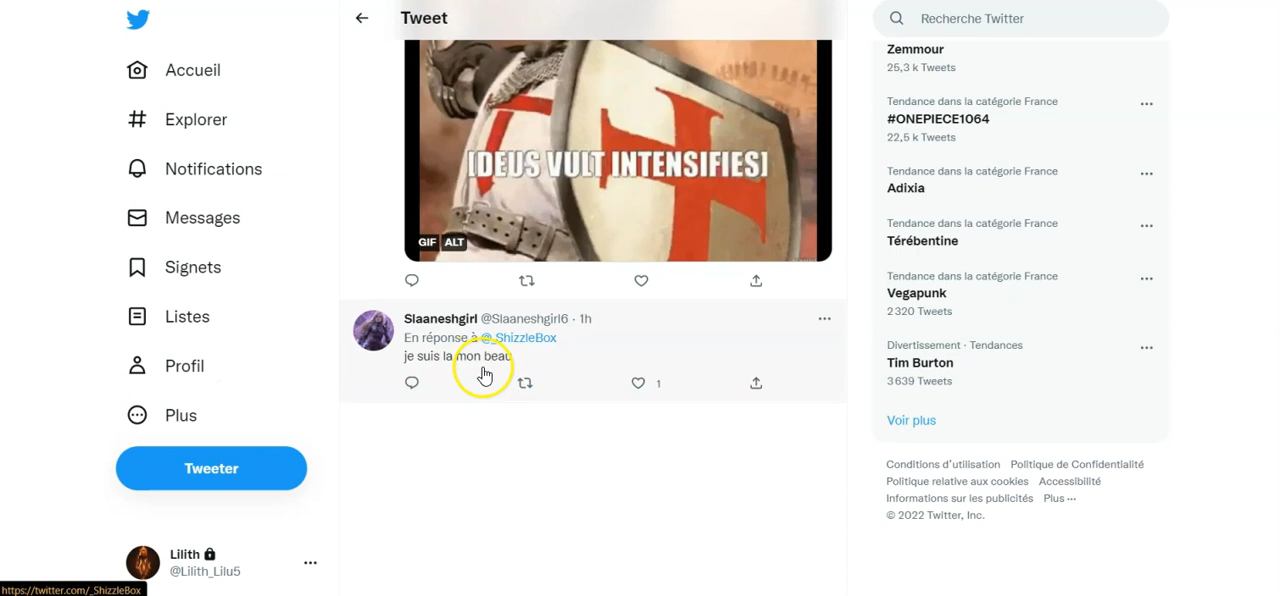 Accueil
Explorer
Notifications
Messages
Signets
Listes
Profil
Plus
Tweeter
Lilith
@Lilith_Lilu5
https://twitter.com/_ShizzleBox
Tweet
[DEUS VULT INTENSIFIES]
GIF ALT
Slaaneshgirl @Slaaneshgirl6 · 1h
En réponse à @_ShizzleBox
je suis la mon beau
1
Recherche Twitter
Zemmour
25,3 k Tweets
Tendance dans la catégorie France
#ONEPIECE1064
22,5 k Tweets
Tendance dans la catégorie France
Adixia
Tendance dans la catégorie France
Térébentine
Tendance dans la catégorie France
Vegapunk
2 320 Tweets
Divertissement · Tendances
Tim Burton
3 639 Tweets
Voir plus
Conditions d'utilisation Politique de Confidentialité
Politique relative aux cookies Accessibilité
Informations sur les publicités Plus ···
© 2022 Twitter, Inc.